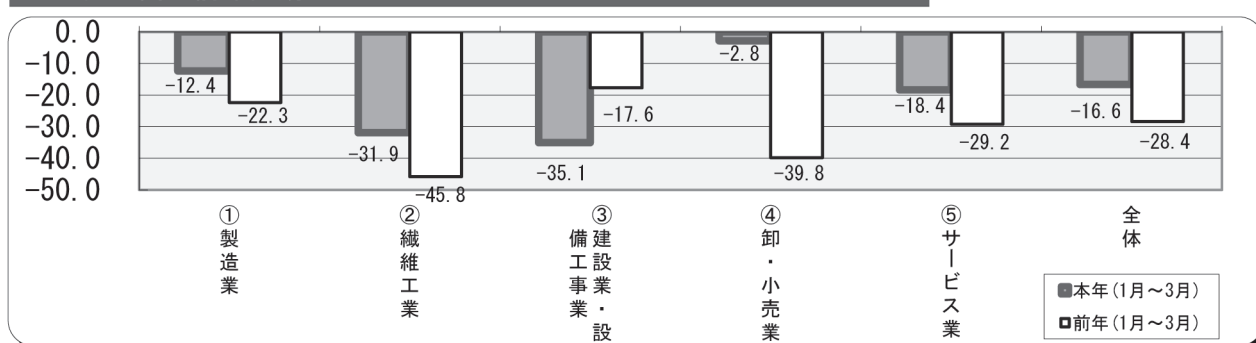 0.0
-10.0
-20.0
-30.0
-40.0
-50.0
-12.4
-22.3
-31.9
-45.8
-35.1
-17.6
-2.8
-39.8
-18.4
-29.2
-16.6
-28.4
①製造業
②繊維工業
③建設業・設
備工事業
④卸・小売業
⑤サービス業
全体
本年(1月~3月)
前年(1月~3月)